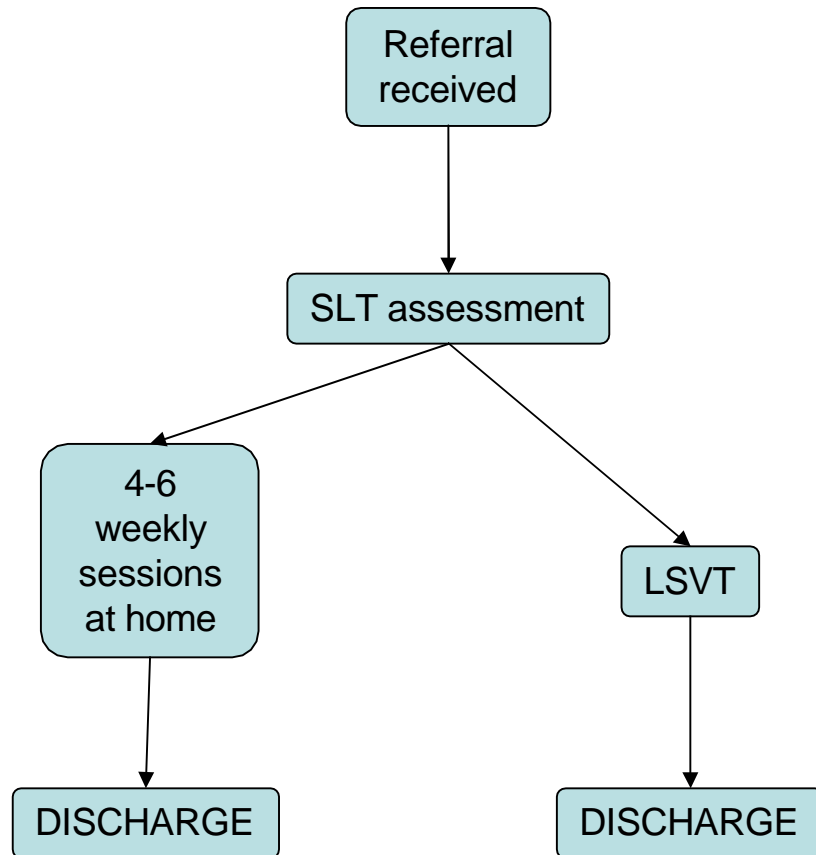 Referral
received
SLT assessment
4-6
weekly
sessions
at home
LSVT
DISCHARGE
DISCHARGE